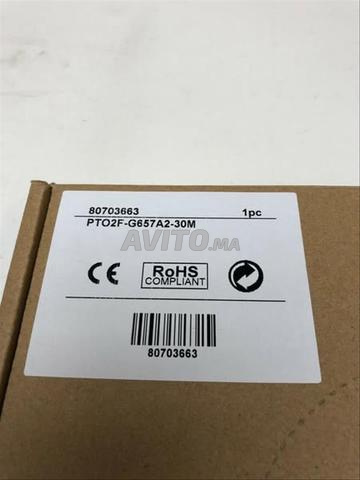 80703663 1pc
PTO2F-G657A2-30M
AVITO.ma
CE RoHS
COMPLIANT
80703663